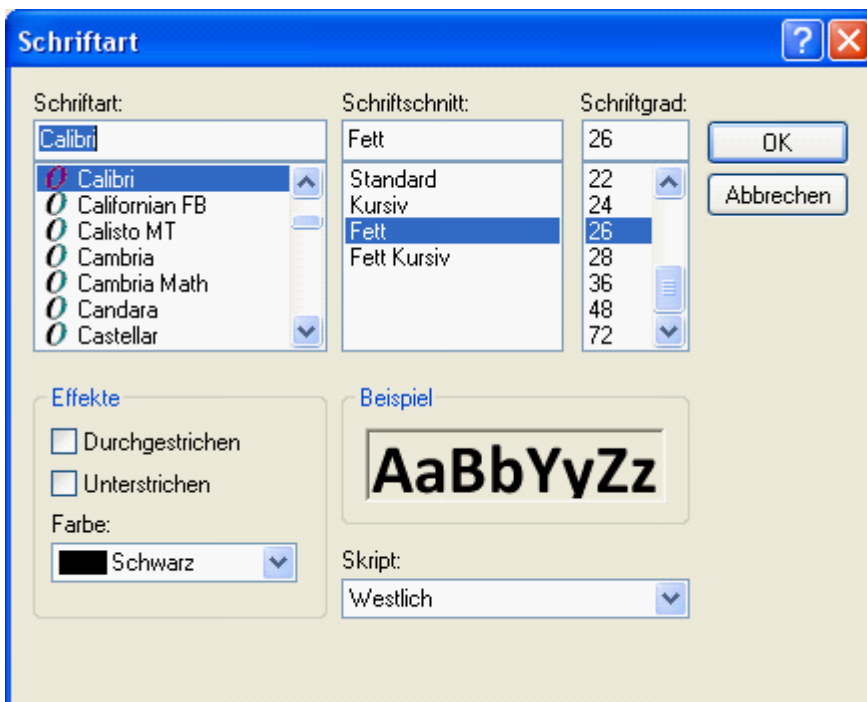 Schriftart
Schriftart:
Calibri
Calibri
Californian FB
Calisto MT
Cambria
Cambria Math
Candara
Castellar
Schriftschnitt:
Fett
Standard
Kursiv
Fett
Fett Kursiv
Schriftgrad:
26
22
24
26
28
36
48
72
OK
Abbrechen
Effekte
Durchgestrichen
Unterstrichen
Farbe:
Schwarz
Beispiel
AaBbYyZz
Skript:
Westlich